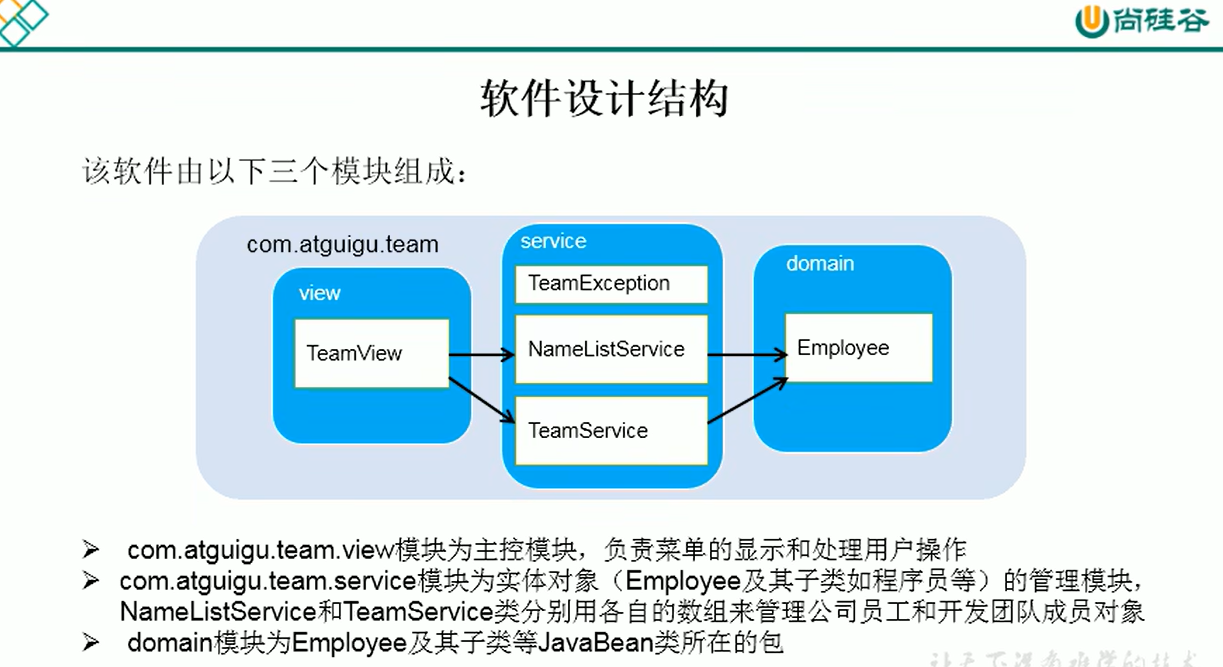 尚硅谷
软件设计结构
该软件由以下三个模块组成：
com.atguigu.team
view
TeamView
service
TeamException
NameListService
TeamService
domain
Employee
➢ com.atguigu.team.view模块为主控模块，负责菜单的显示和处理用户操作
➢ com.atguigu.team.service模块为实体对象（Employee及其子类如程序员等）的管理模块，
NameListService和TeamService类分别用各自的数组来管理公司员工和开发团队成员对象
➢ domain模块为Employee及其子类等JavaBean类所在的包